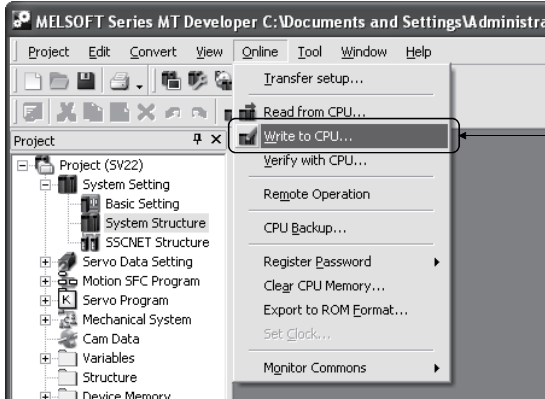 MELSOFT Series MT Developer C:\Documents and Settings\Administra
Project Edit Convert View Online Tool Window Help
Transfer setup...
Read from CPU...
Write to CPU...
Verify with CPU...
Remote Operation
CPU Backup...
Register Password
Clear CPU Memory...
Export to ROM Format...
Set Clock...
Monitor Commons
Project
Project (SV22)
System Setting
Basic Setting
System Structure
SSCNET Structure
Servo Data Setting
Motion SFC Program
K Servo Program
Mechanical System
Cam Data
Variables
Structure
Device Memory